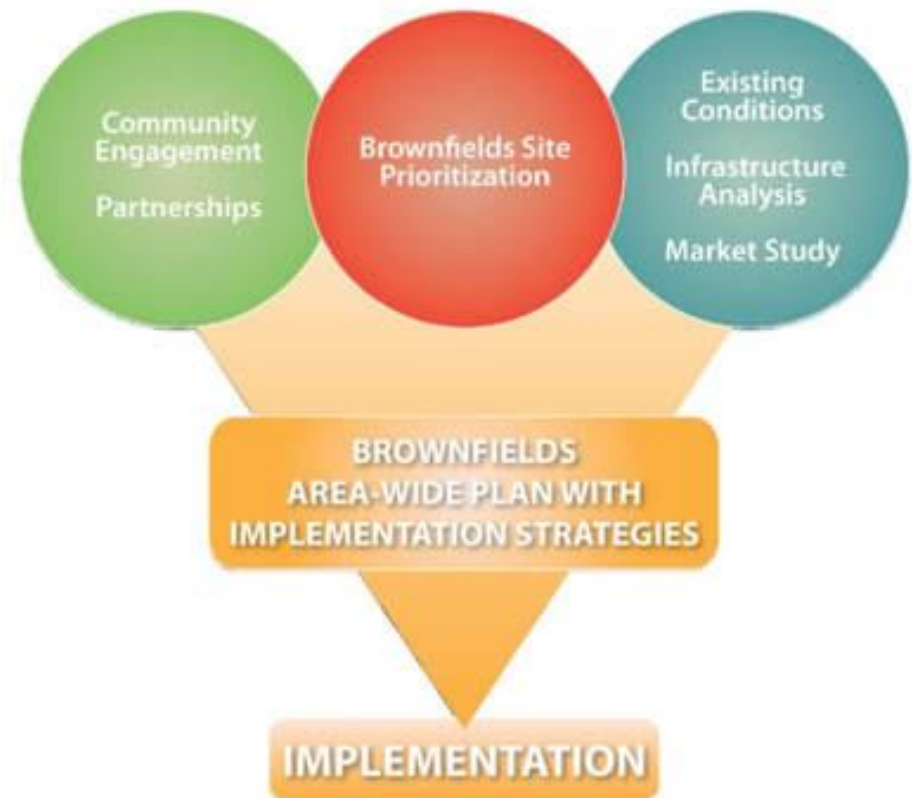 Community
Engagement
Partnerships
Brownfields Site
Prioritization
Existing
Conditions
Infrastructure
Analysis
Market Study
BROWNFIELDS
AREA-WIDE PLAN WITH
IMPLEMENTATION STRATEGIES
IMPLEMENTATION